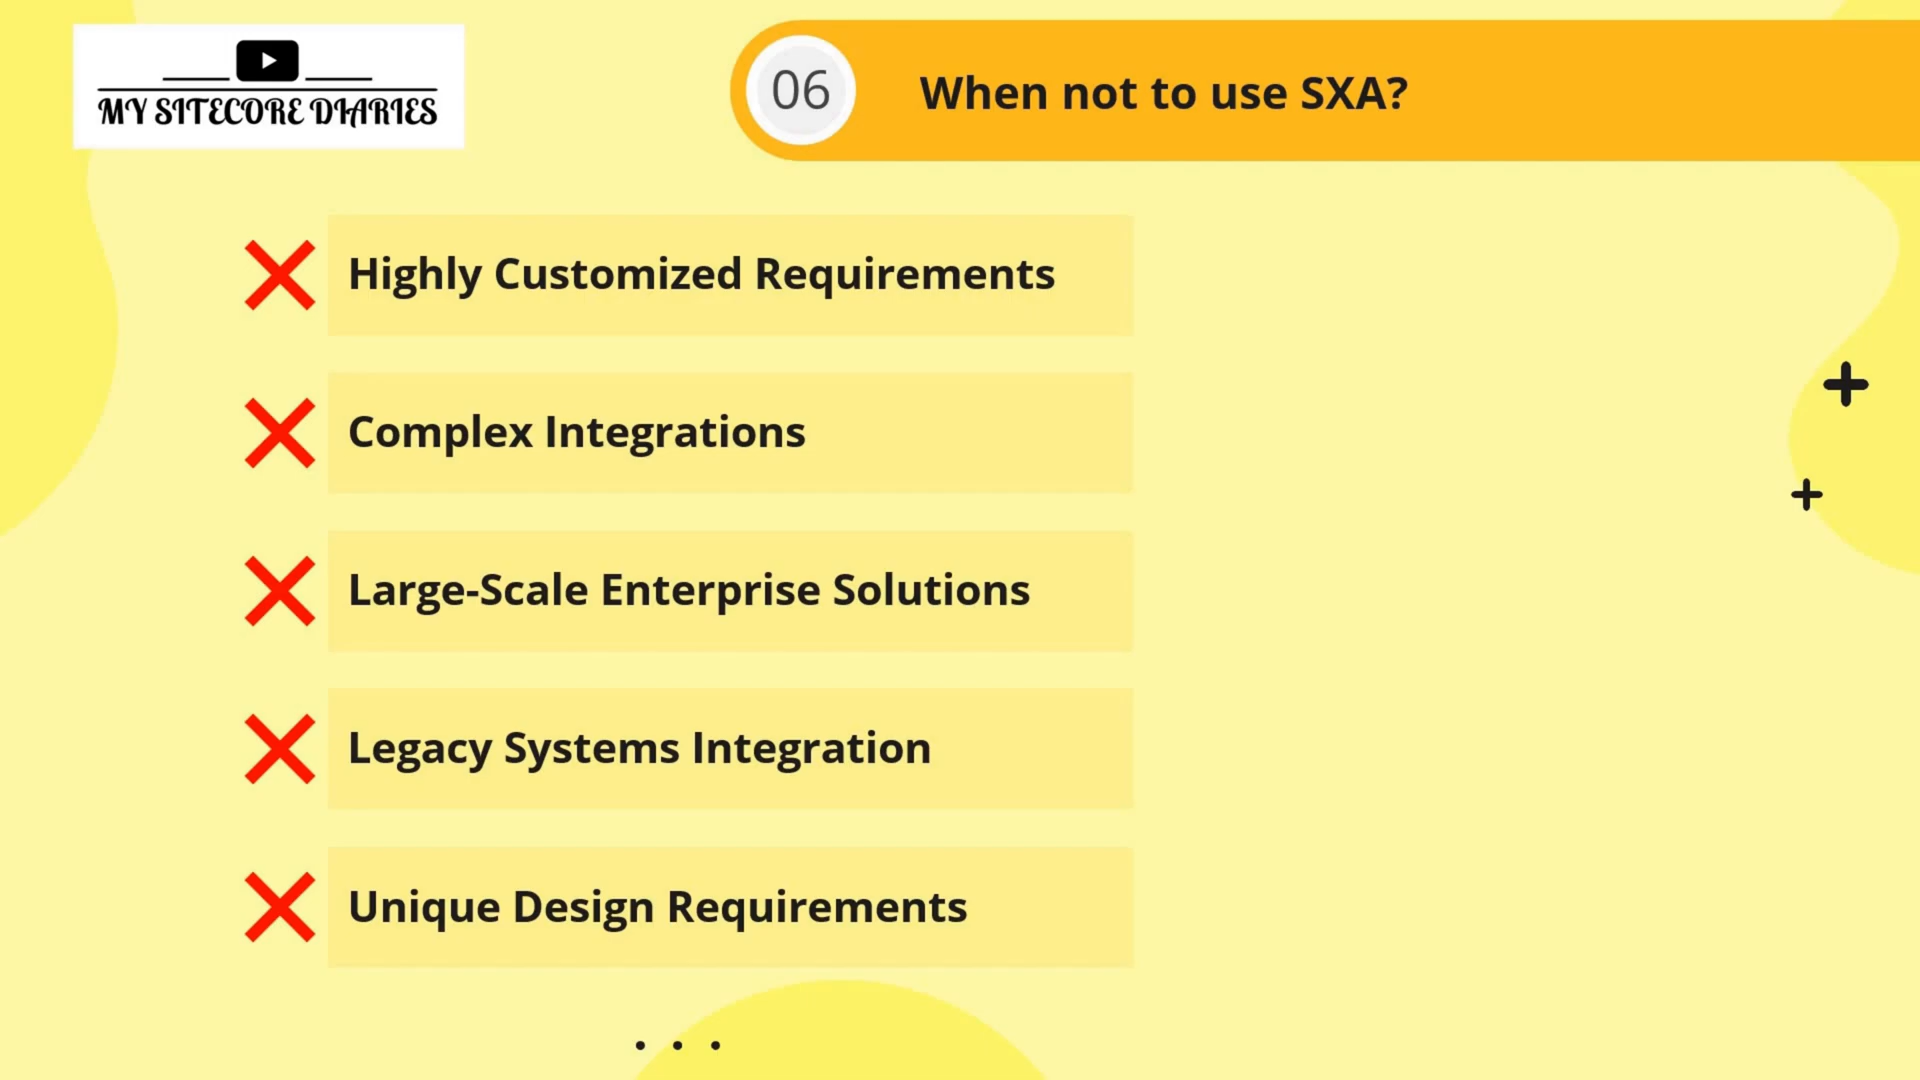 MY SITECORE DIARIES
06
When not to use SXA?
Highly Customized Requirements
Complex Integrations
Large-Scale Enterprise Solutions
Legacy Systems Integration
Unique Design Requirements